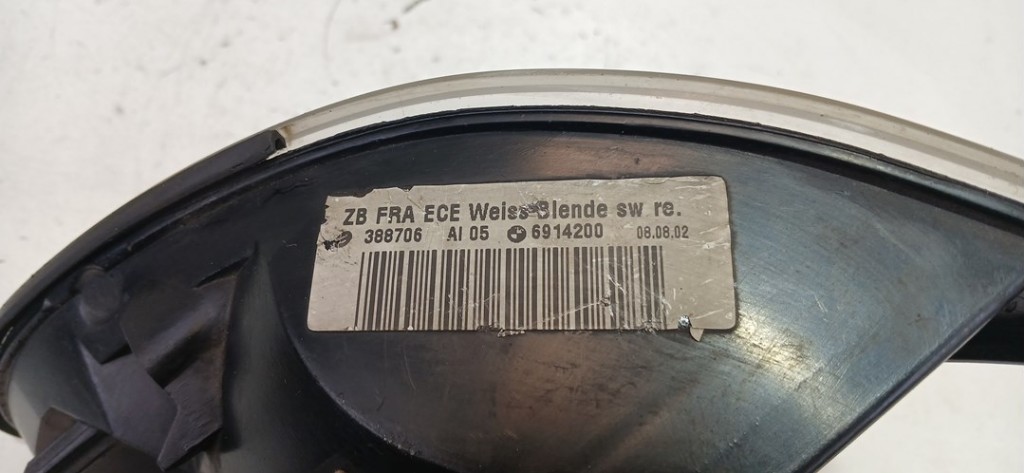 ZB FRA ECE Weiss-Blende sw re.
388706 AI 05 6914200 08.08.02